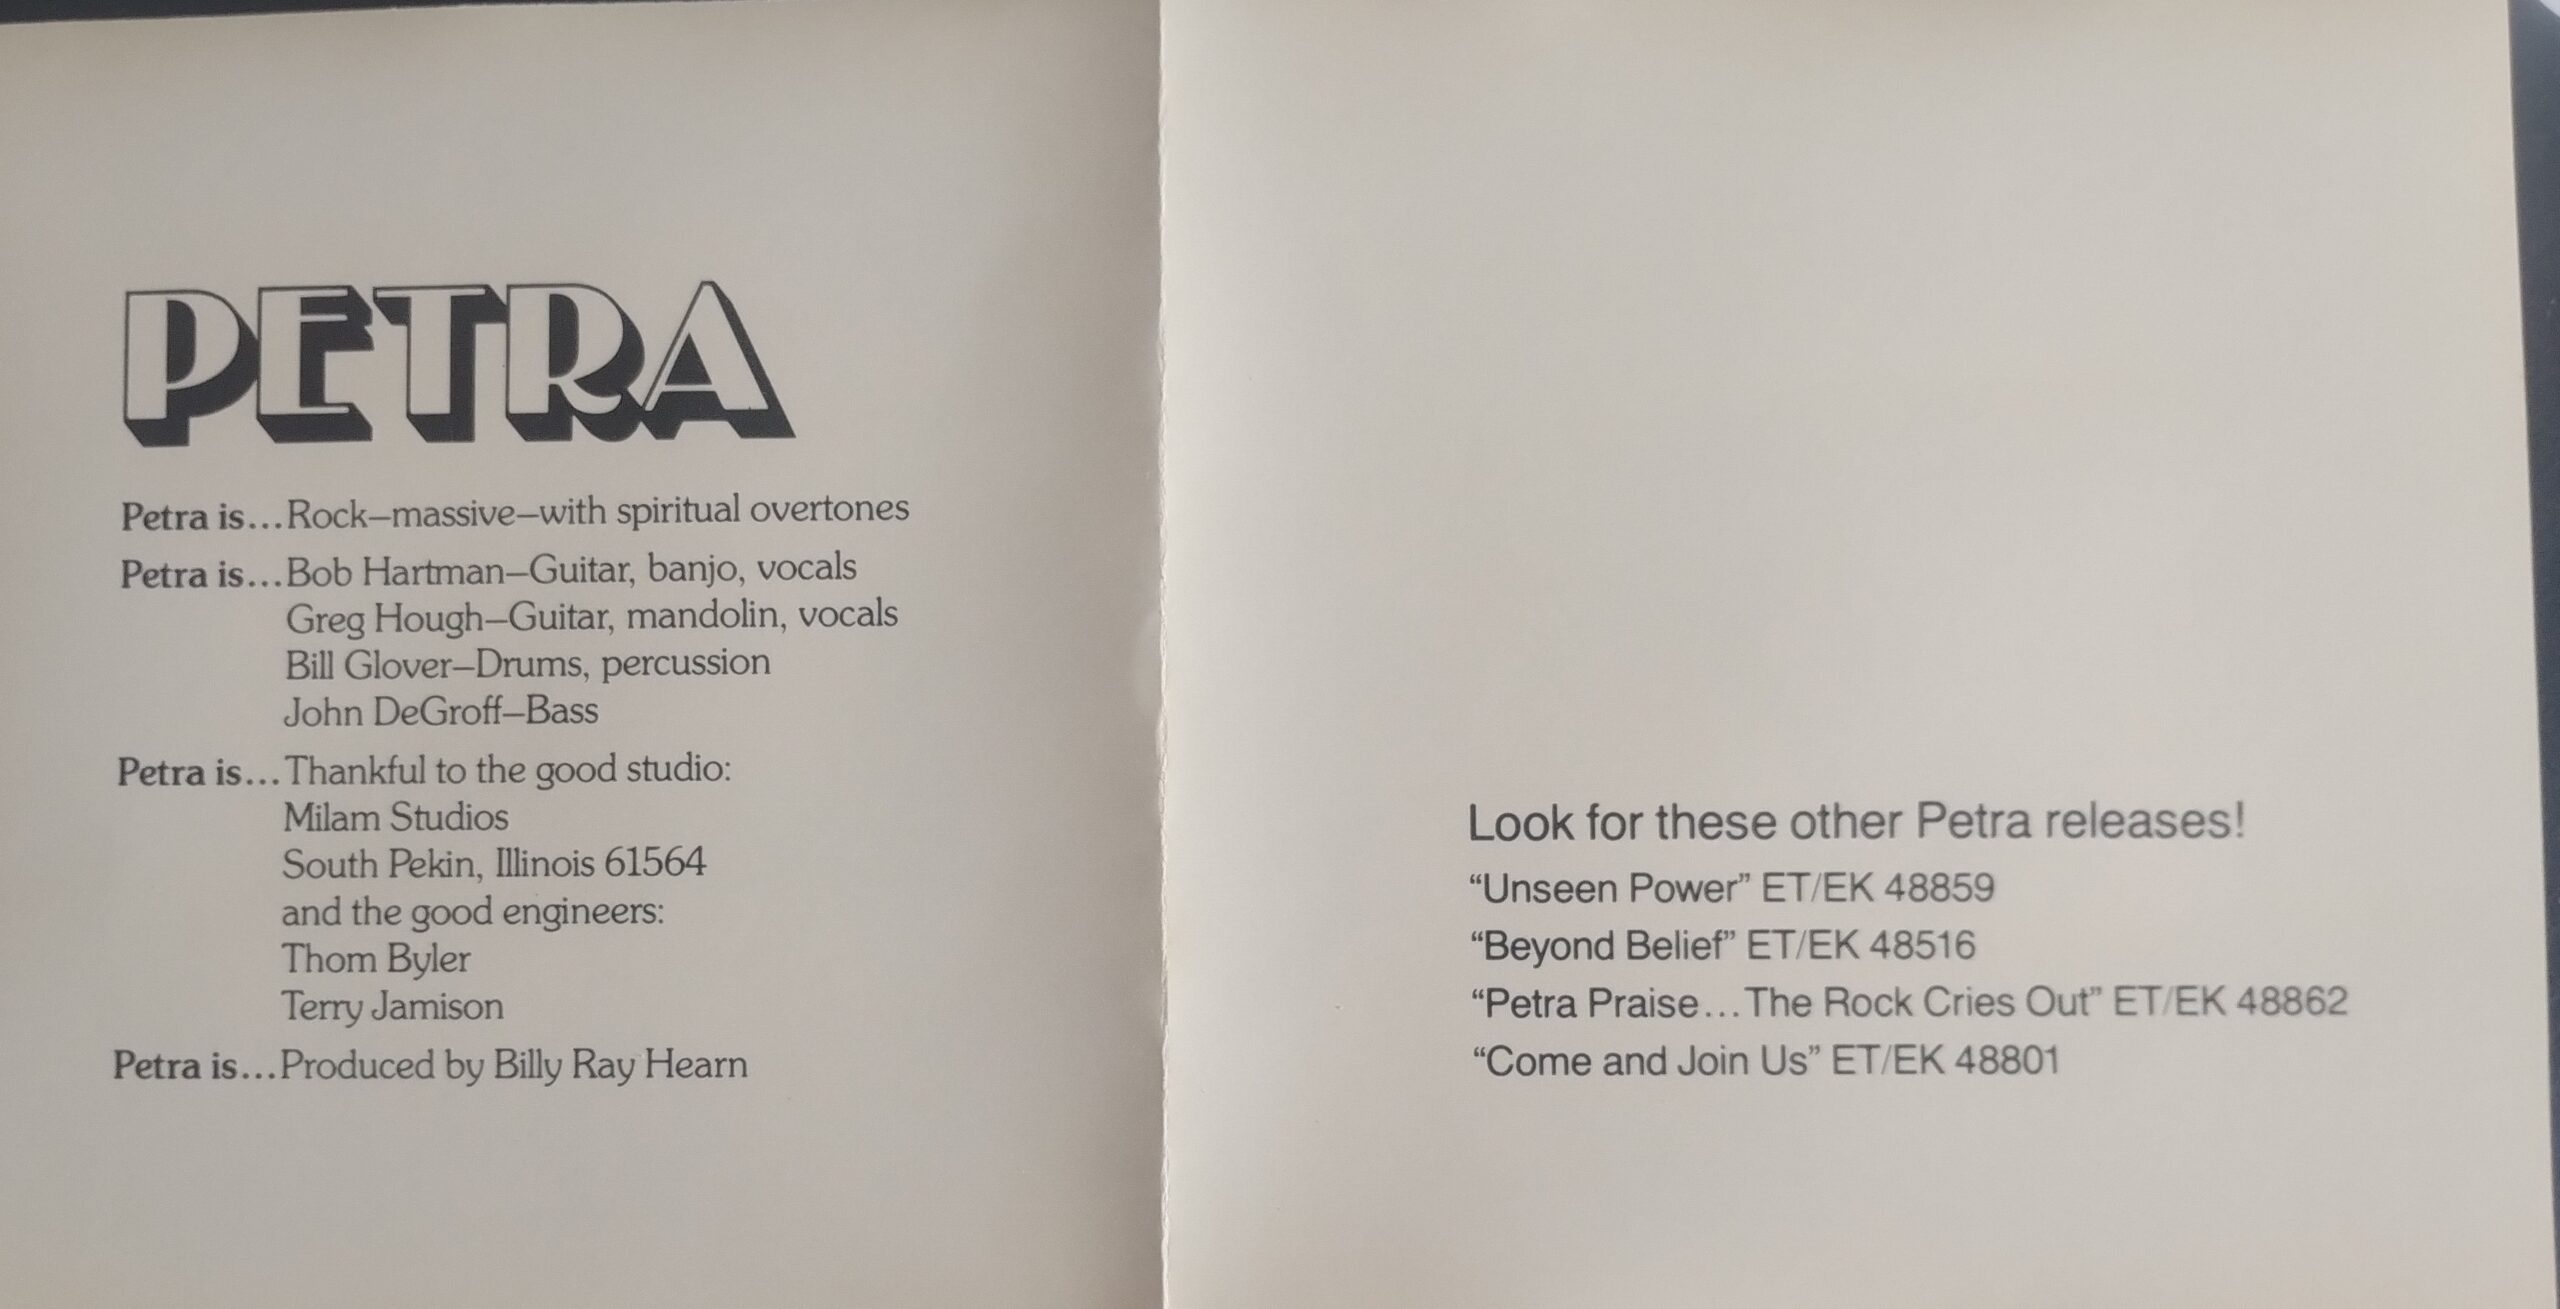 PETRA
Petra is...Rock–massive–with spiritual overtones
Petra is...Bob Hartman–Guitar, banjo, vocals
Greg Hough–Guitar, mandolin, vocals
Bill Glover–Drums, percussion
John DeGroff–Bass
Petra is...Thankful to the good studio:
Milam Studios
South Pekin, Illinois 61564
and the good engineers:
Thom Byler
Terry Jamison
Petra is...Produced by Billy Ray Hearn
Look for these other Petra releases!
“Unseen Power” ET/EK 48859
“Beyond Belief” ET/EK 48516
“Petra Praise...The Rock Cries Out” ET/EK 48862
“Come and Join Us” ET/EK 48801